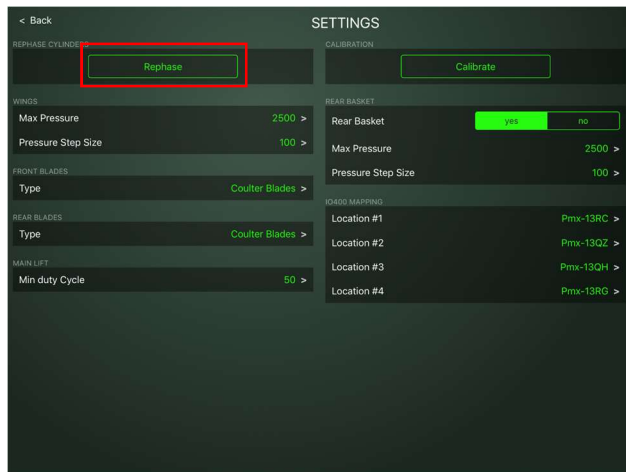 < Back
SETTINGS
REPHASE CYLINDERS
Rephase
WINGS
Max Pressure 2500 >
Pressure Step Size 100 >
FRONT BLADES
Type Coulter Blades >
REAR BLADES
Type Coulter Blades >
MAIN LIFT
Min duty Cycle 50 >
CALIBRATION
Calibrate
REAR BASKET
Rear Basket yes no
Max Pressure 2500 >
Pressure Step Size 100 >
IO400 MAPPING
Location #1 Pmx-13RC >
Location #2 Pmx-13QZ >
Location #3 Pmx-13QH >
Location #4 Pmx-13RG >